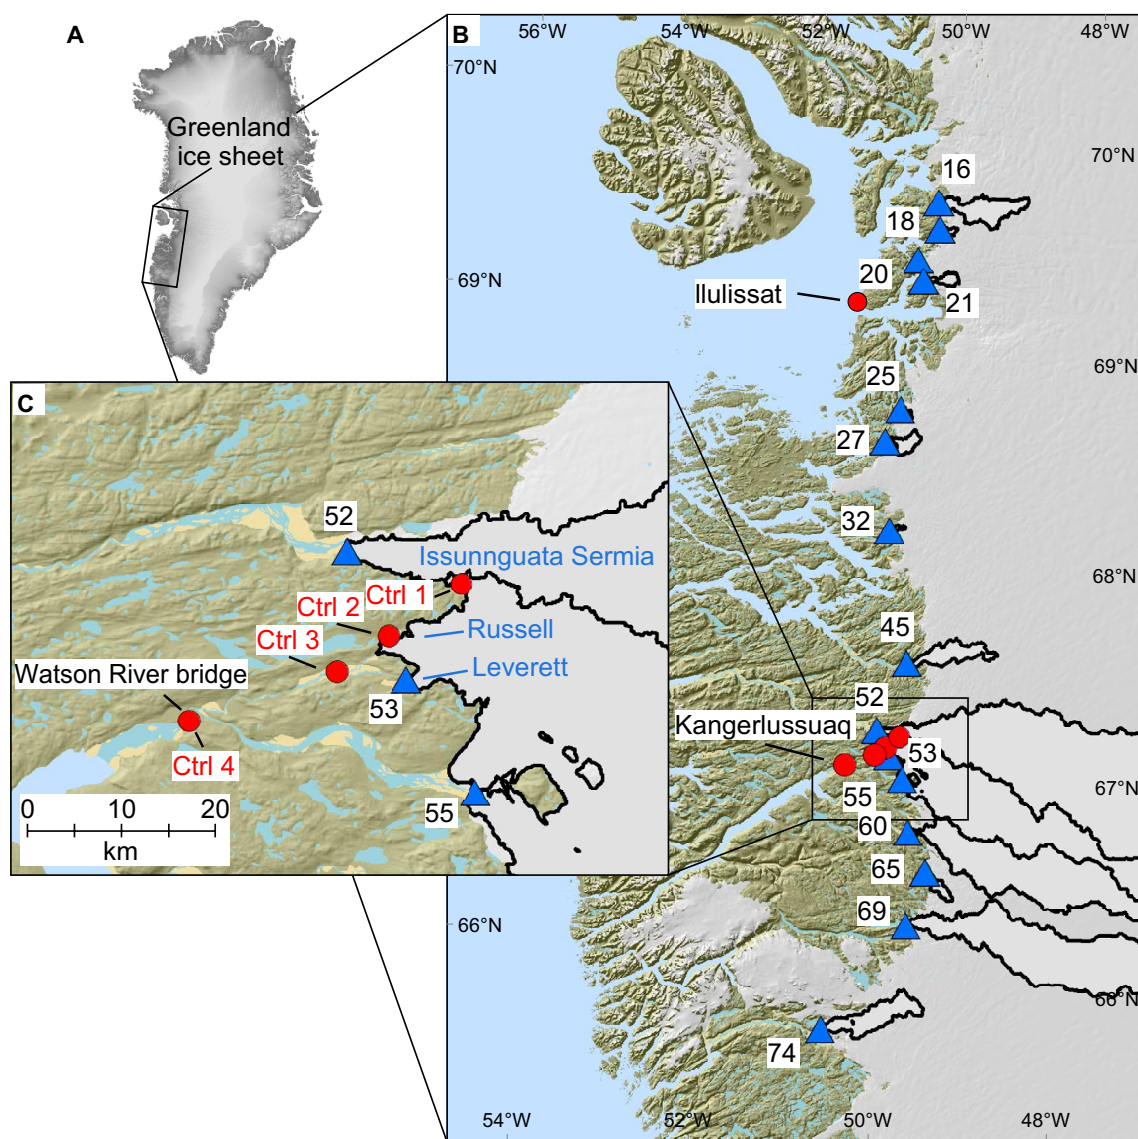 A
Greenland
ice sheet
B
56°W
54°W
52°W
50°W
48°W
70°N
70°N
16
18
69°N
20
Ilulissat
21
69°N
25
27
32
68°N
45
52
Kangerlussuaq
53
67°N
55
60
65
69
66°N
66°N
74
54°W
52°W
50°W
48°W
C
52
Issunnguata Sermia
Ctrl 1
Ctrl 2
Russell
Ctrl 3
Leverett
Watson River bridge
53
Ctrl 4
55
0 10 20
km